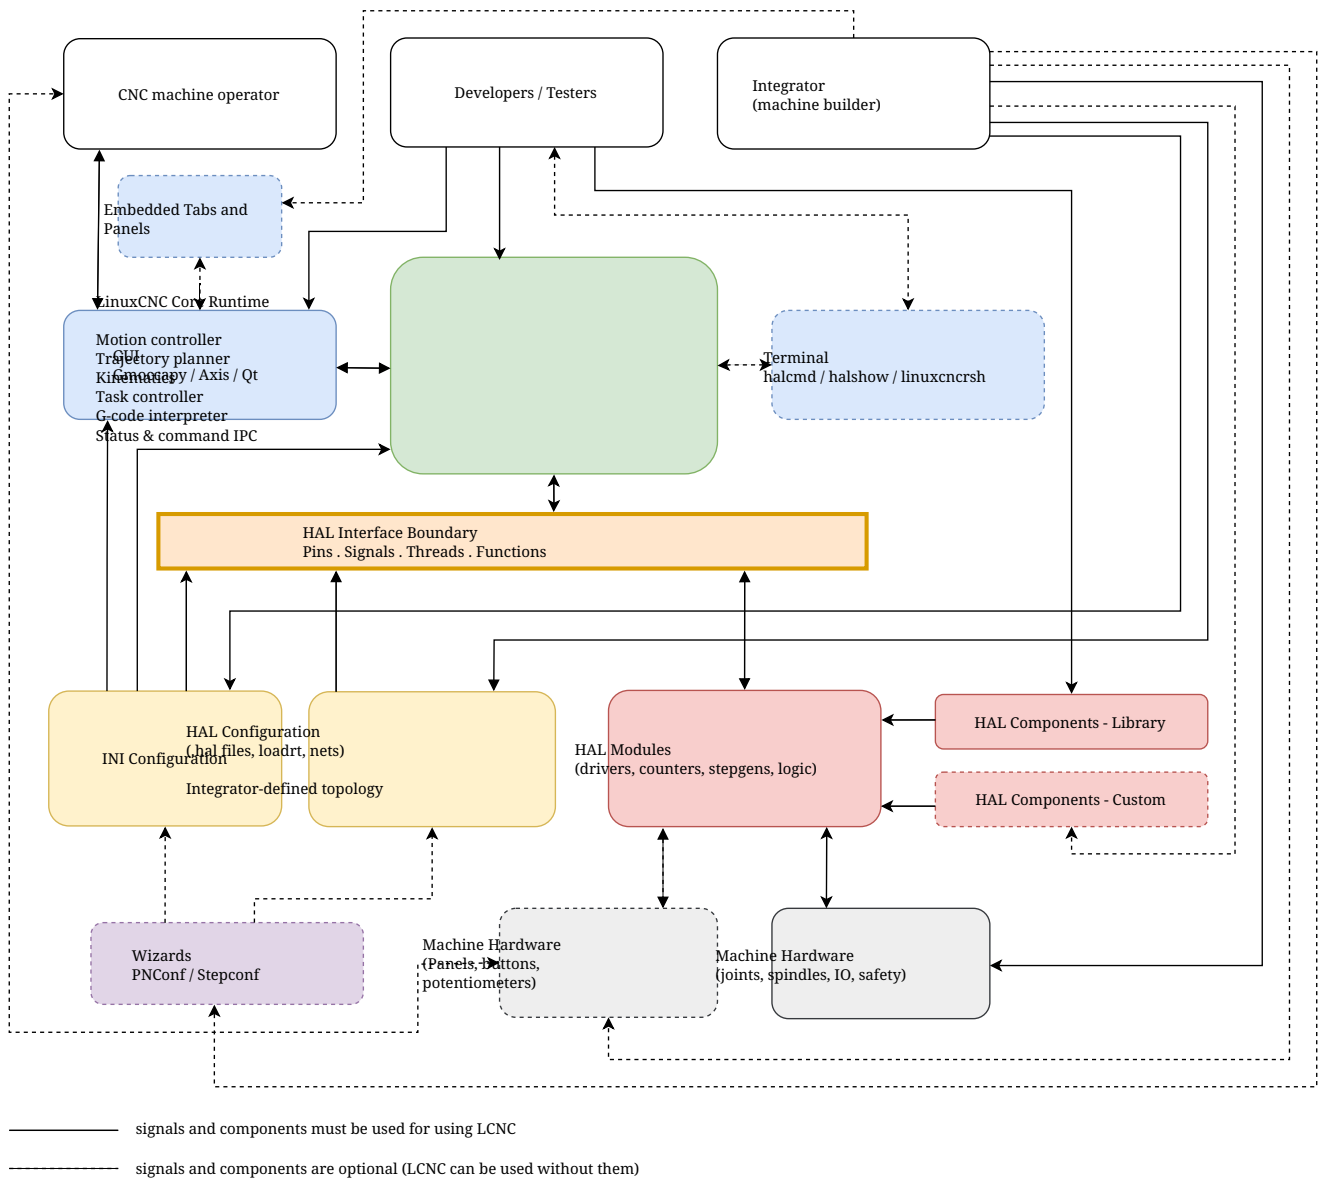 CNC machine operator
Developers / Testers
Integrator
(machine builder)
Embedded Tabs and
Panels
LinuxCNC Core Runtime
Motion controller
Trajectory planner
Kinematics
Task controller
G-code interpreter
Status & command IPC
GUI
Gmoccapy / Axis / Qt
Terminal
halcmd / halshow / linuxcncrsh
HAL Interface Boundary
Pins . Signals . Threads . Functions
INI Configuration
HAL Configuration
(.hal files, loadrt, nets)
Integrator-defined topology
HAL Modules
(drivers, counters, stepgens, logic)
HAL Components - Library
HAL Components - Custom
Wizards
PNConf / Stepconf
Machine Hardware
(Panels, buttons,
potentiometers)
Machine Hardware
(joints, spindles, IO, safety)
signals and components must be used for using LCNC
signals and components are optional (LCNC can be used without them)